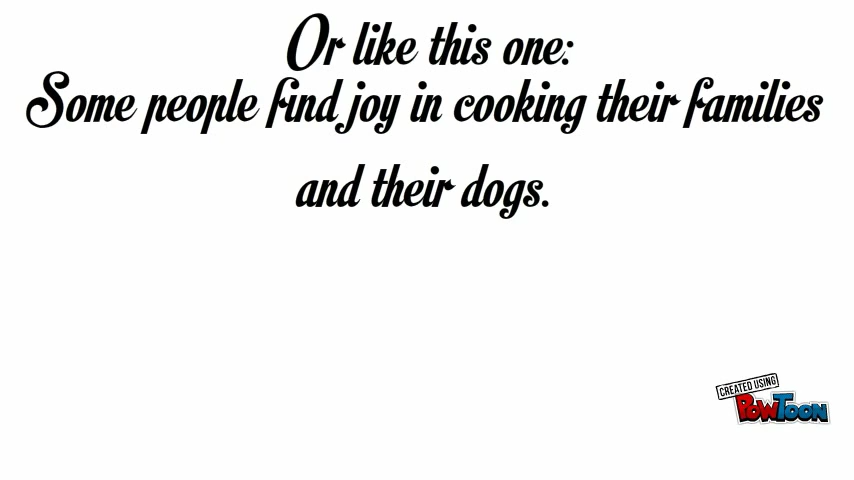 Or like this one:
Some people find joy in cooking their families
and their dogs.
CREATED USING
POWTOON